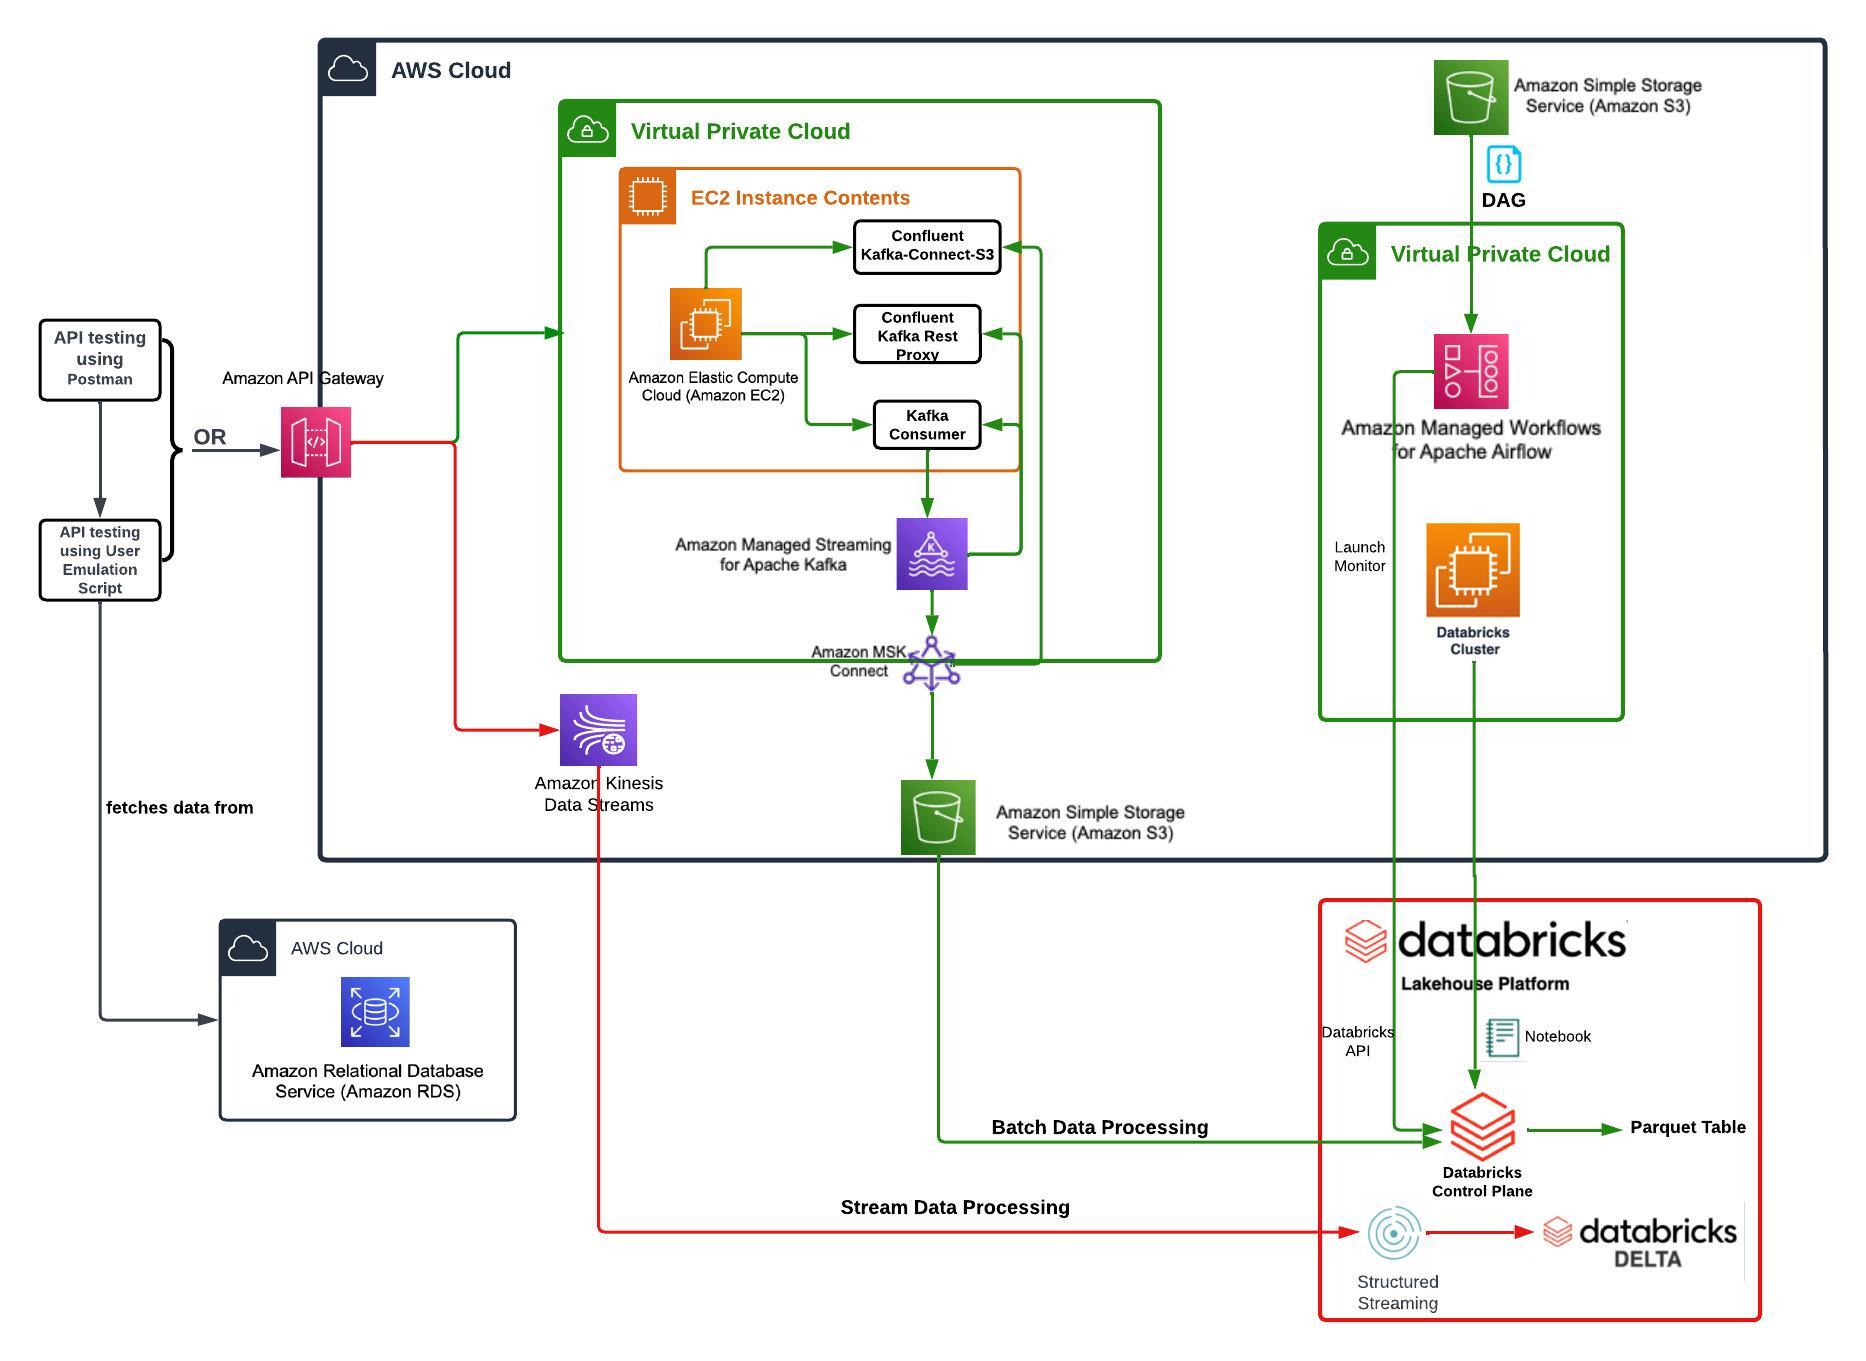 AWS Cloud
Amazon Simple Storage
Service (Amazon S3)
Virtual Private Cloud
DAG
EC2 Instance Contents
Confluent
Kafka-Connect-S3
Virtual Private Cloud
API testing
using
Postman
Amazon API Gateway
Amazon Elastic Compute
Cloud (Amazon EC2)
Confluent
Kafka Rest
Proxy
Kafka
Consumer
OR
</>
Amazon Managed Workflows
for Apache Airflow
API testing
using User
Emulation
Script
Amazon Managed Streaming
for Apache Kafka
K
Launch
Monitor
Databricks
Cluster
Amazon MSK
Connect
Amazon Kinesis
Data Streams
fetches data from
Amazon Simple Storage
Service (Amazon S3)
AWS Cloud
Amazon Relational Database
Service (Amazon RDS)
databricks
Lakehouse Platform
Databricks
API
Notebook
Batch Data Processing
Parquet Table
Databricks
Control Plane
Stream Data Processing
databricks
DELTA
Structured
Streaming